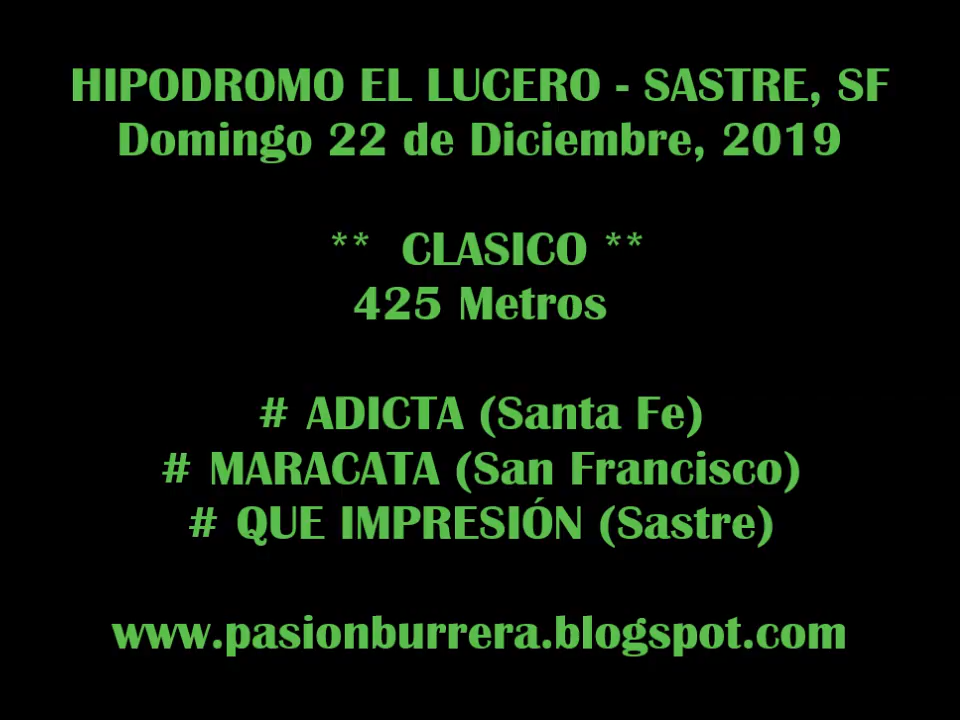 HIPODROMO EL LUCERO - SASTRE, SF
Domingo 22 de Diciembre, 2019
** CLASICO **
425 Metros
# ADICTA (Santa Fe)
# MARACATA (San Francisco)
# QUE IMPRESIÓN (Sastre)
www.pasionburrera.blogspot.com